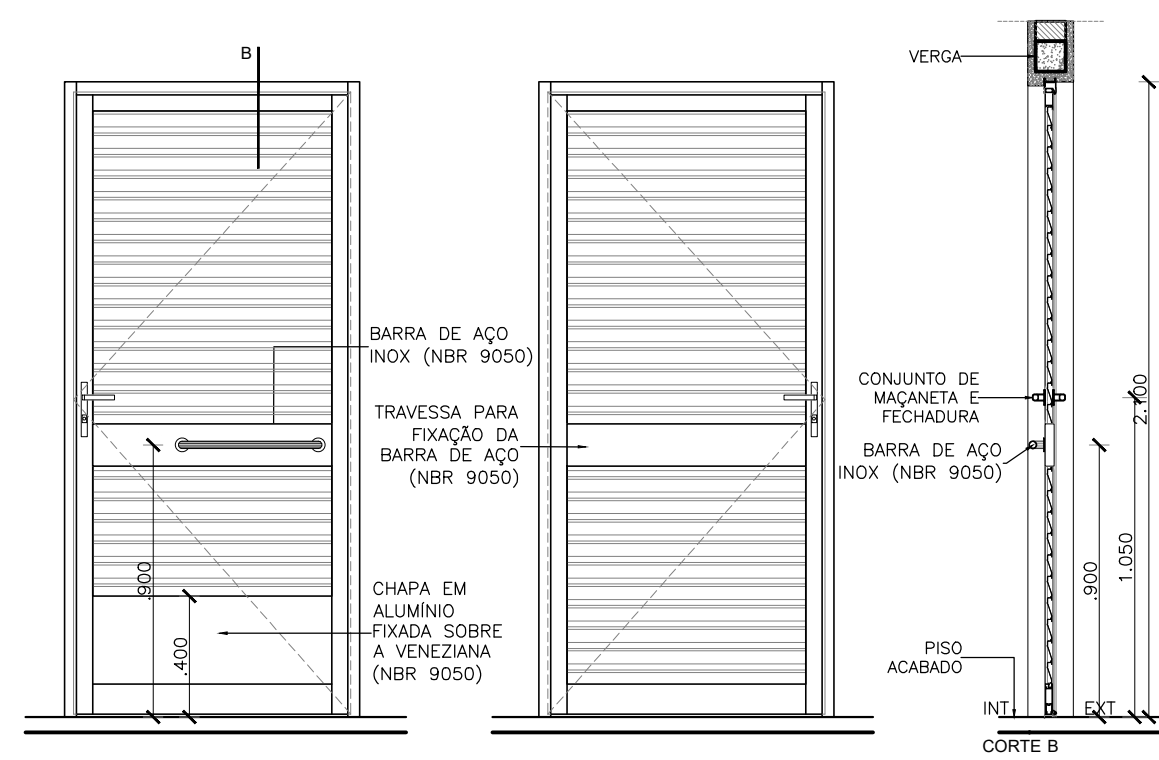 B
BARRA DE AÇO
INOX (NBR 9050)
TRAVESSA PARA
FIXAÇÃO DA
BARRA DE AÇO
(NBR 9050)
.900
.400
CHAPA EM
ALUMÍNIO
FIXADA SOBRE
A VENEZIANA
(NBR 9050)
VERGA
CONJUNTO DE
MAÇANETA E
FECHADURA
BARRA DE AÇO
INOX (NBR 9050)
2.100
1.050
.900
PISO
ACABADO
INT
EXT
CORTE B